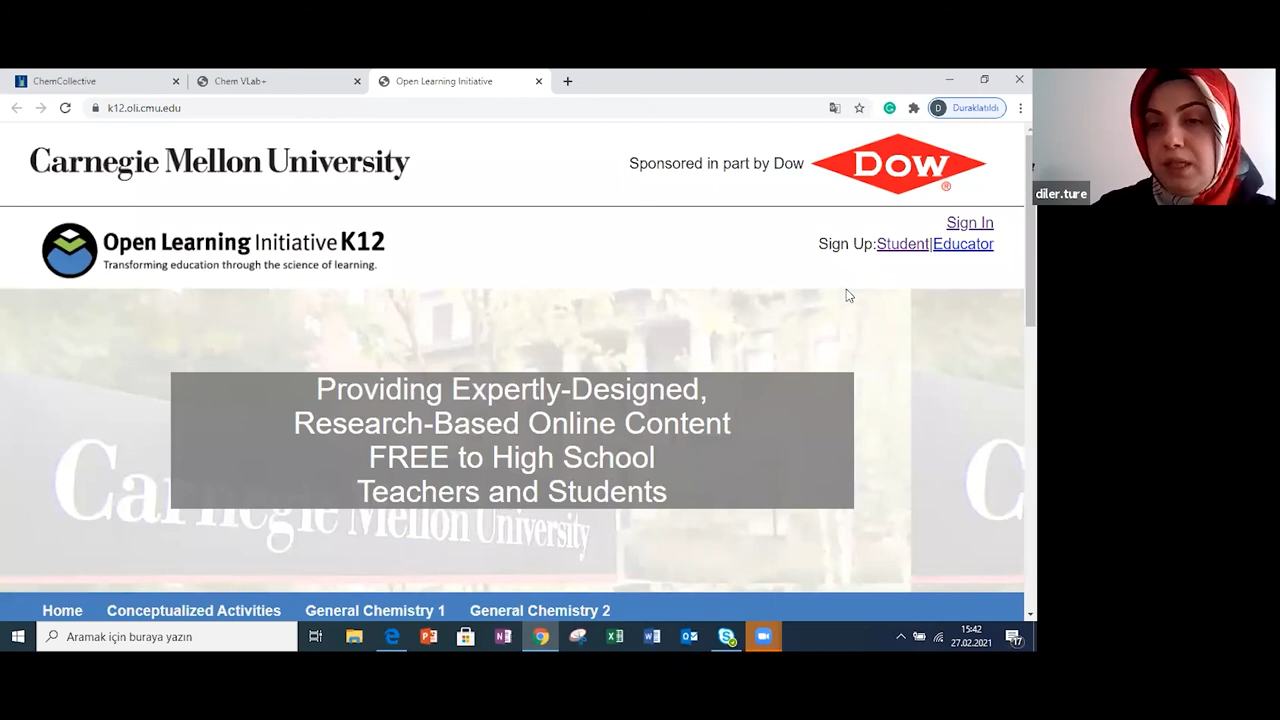 ChemCollective
Chem VLab+
Open Learning Initiative
k12.oli.cmu.edu
D
Duraklatıldı
Carnegie Mellon University
Sponsored in part by Dow
DOW
®
Sign In
Sign Up:Student|Educator
Open Learning Initiative K12
Transforming education through the science of learning.
Providing Expertly-Designed,
Research-Based Online Content
FREE to High School
Teachers and Students
Carnegie Mellon University
C
Home Conceptualized Activities General Chemistry 1 General Chemistry 2
Aramak için buraya yazın
15:42
27.02.2021
17
diler.ture